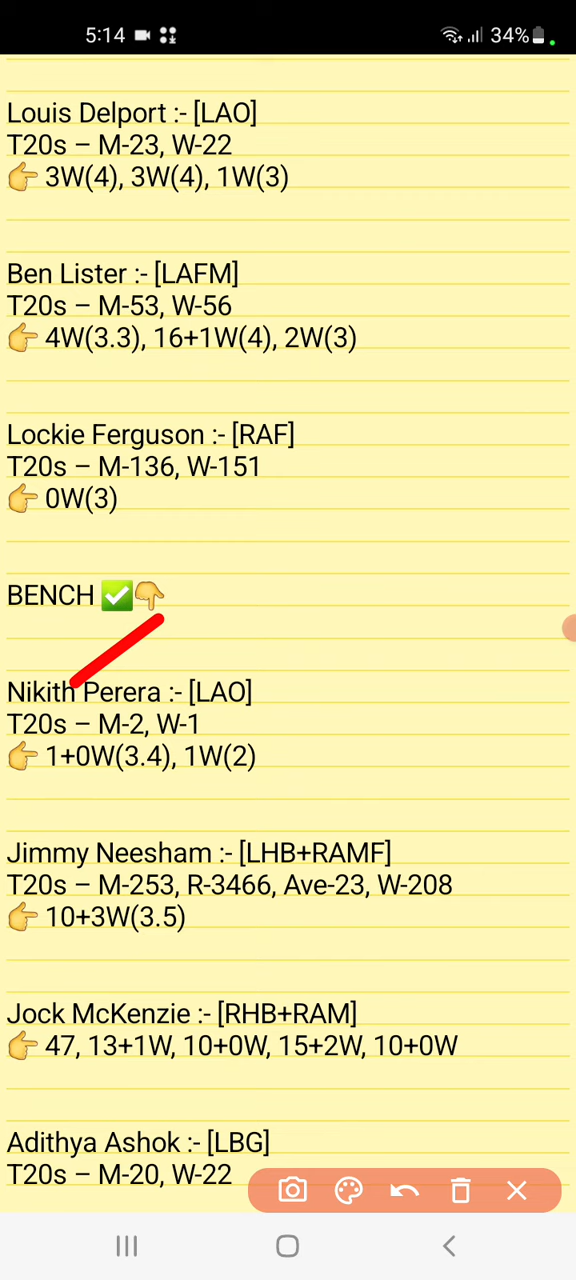 5:14
34%
Louis Delport :- [LAO]
T20s – M-23, W-22
👉 3W(4), 3W(4), 1W(3)
Ben Lister :- [LAFM]
T20s – M-53, W-56
👉 4W(3.3), 16+1W(4), 2W(3)
Lockie Ferguson :- [RAF]
T20s – M-136, W-151
👉 0W(3)
BENCH ✅👇
Nikith Perera :- [LAO]
T20s – M-2, W-1
👉 1+0W(3.4), 1W(2)
Jimmy Neesham :- [LHB+RAMF]
T20s – M-253, R-3466, Ave-23, W-208
👉 10+3W(3.5)
Jock McKenzie :- [RHB+RAM]
👉 47, 13+1W, 10+0W, 15+2W, 10+0W
Adithya Ashok :- [LBG]
T20s – M-20, W-22